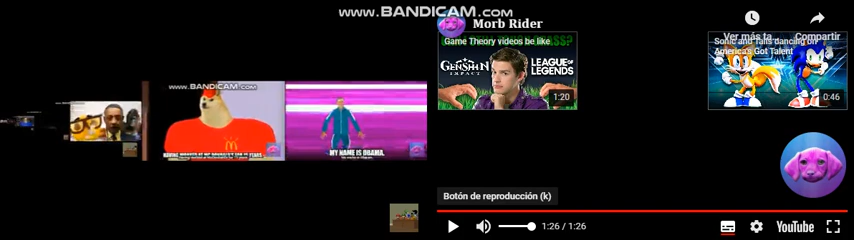 www.BANDICAM.com
Morb Rider
Game Theory videos be like
GENSHIN
IMPACT
LEAGUE OF
LEGENDS
1:20
Ver más ta
Compartir
Sonic and Tails dancing on
America's Got Talent
0:46
www.BANDICAM.com
MY NAME IS OBAMA.
Botón de reproducción (k)
1:26 / 1:26
YouTube